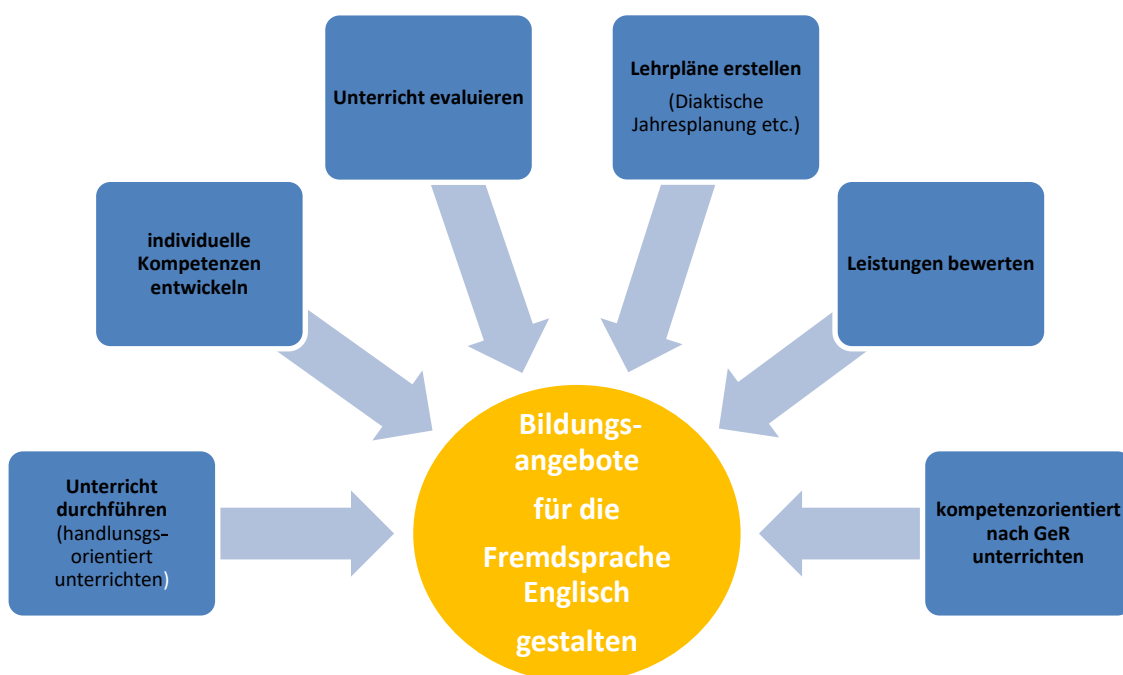 Unterricht evaluieren
Lehrpläne erstellen
(Diaktische
Jahresplanung etc.)
individuelle
Kompetenzen
entwickeln
Leistungen bewerten
Unterricht
durchführen
(handlunsgs-
orientiert
unterrichten)
Bildungs-
angebote
für die
Fremdsprache
Englisch
gestalten
kompetenzorientiert
nach GeR
unterrichten